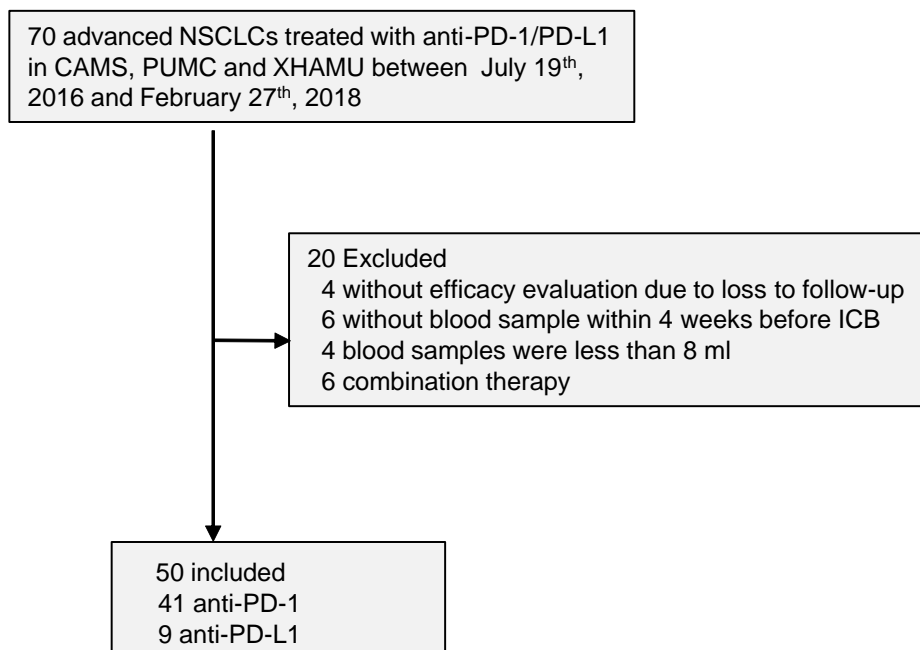 70 advanced NSCLCs treated with anti-PD-1/PD-L1
in CAMS, PUMC and XHAMU between July 19th,
2016 and February 27th, 2018
20 Excluded
4 without efficacy evaluation due to loss to follow-up
6 without blood sample within 4 weeks before ICB
4 blood samples were less than 8 ml
6 combination therapy
50 included
41 anti-PD-1
9 anti-PD-L1